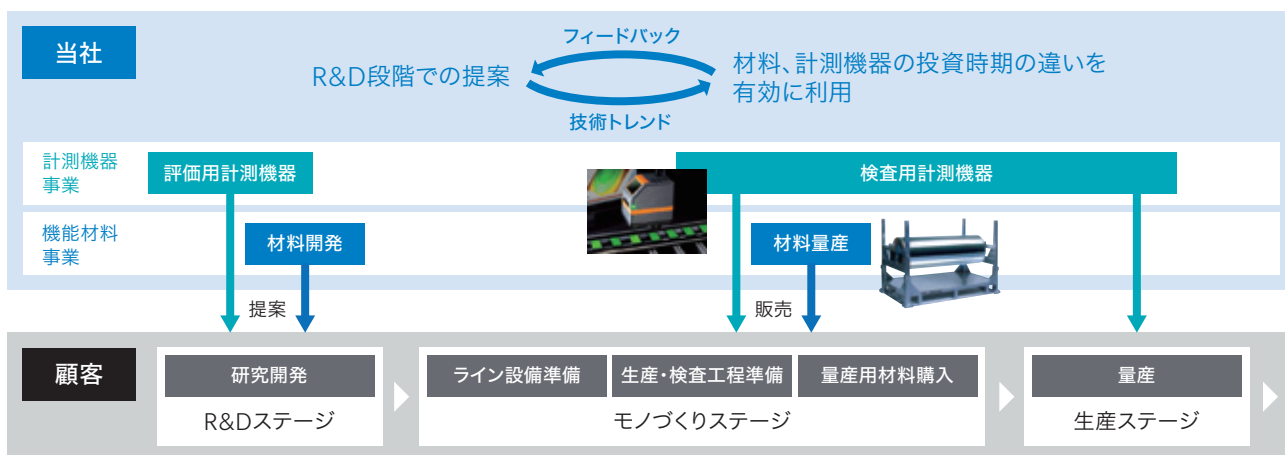 当社
フィードバック
R&D段階での提案
材料、計測機器の投資時期の違いを
有効に利用
技術トレンド
計測機器
事業
評価用計測機器
検査用計測機器
機能材料
事業
材料開発
材料量産
提案
販売
顧客
研究開発
ライン設備準備
生産・検査工程準備
量産用材料購入
量産
R&Dステージ
モノづくりステージ
生産ステージ